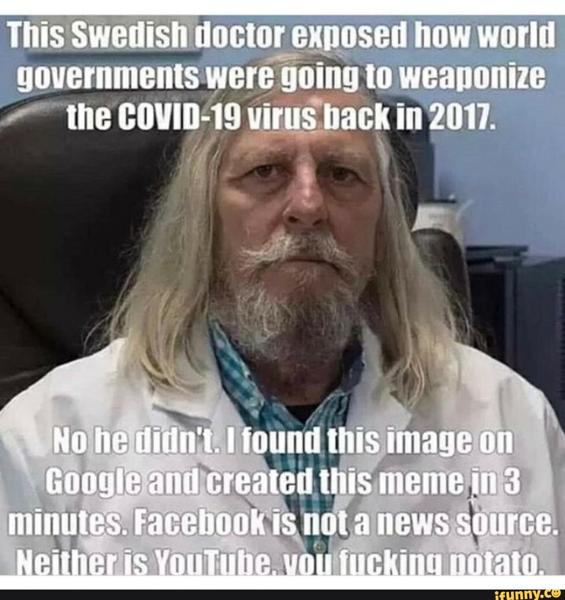 This Swedish doctor exposed how world
governments were going to weaponize
the COVID-19 virus back in 2017.
No he didn't. I found this image on
Google and created this meme in 3
minutes. Facebook is not a news source.
Neither is YouTube, you fucking potato.
ifunny.co